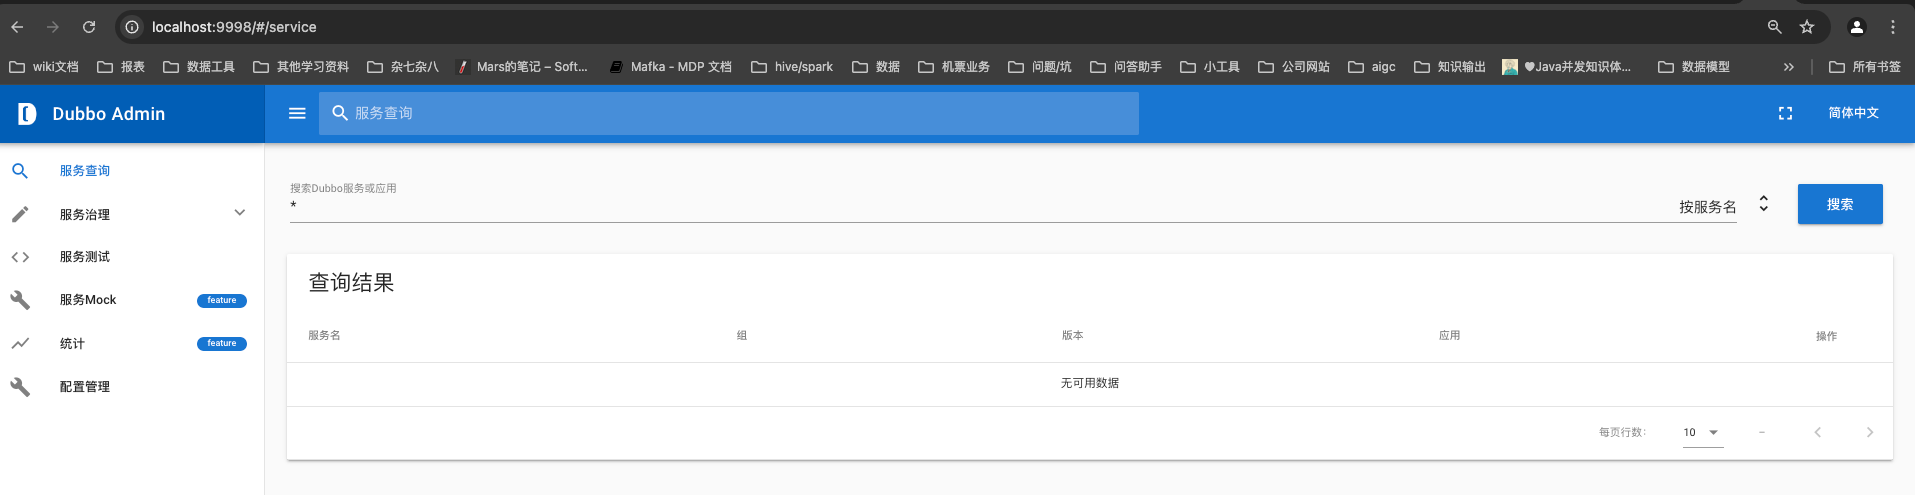 localhost:9998/#/service
wiki文档 报表 数据工具 其他学习资料 杂七杂八 Mars的笔记 – Soft... Mafka - MDP 文档 hive/spark 数据 机票业务 问题/坑 问答助手 小工具 公司网站 aigc 知识输出 ♥Java并发知识体... 数据模型 » 所有书签
Dubbo Admin 服务查询 简体中文
服务查询
服务治理
服务测试
服务Mock feature
统计 feature
配置管理
搜索Dubbo服务或应用
* 按服务名 搜索
查询结果
服务名 组 版本 应用 操作
无可用数据
每页行数: 10 –